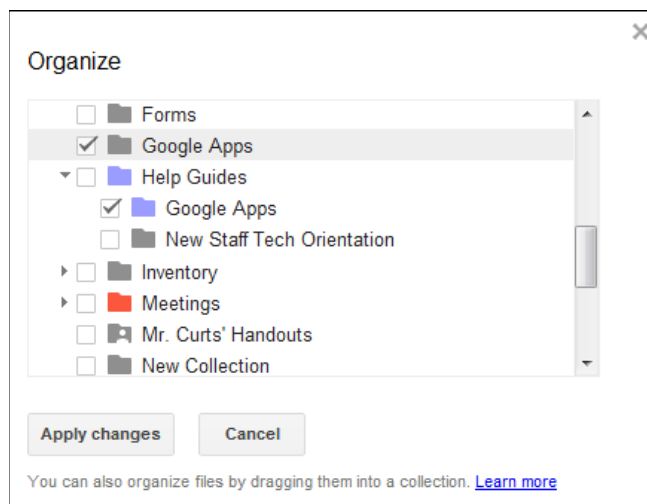 Organize
Forms
Google Apps
Help Guides
Google Apps
New Staff Tech Orientation
Inventory
Meetings
Mr. Curts' Handouts
New Collection
Apply changes Cancel
You can also organize files by dragging them into a collection. Learn more